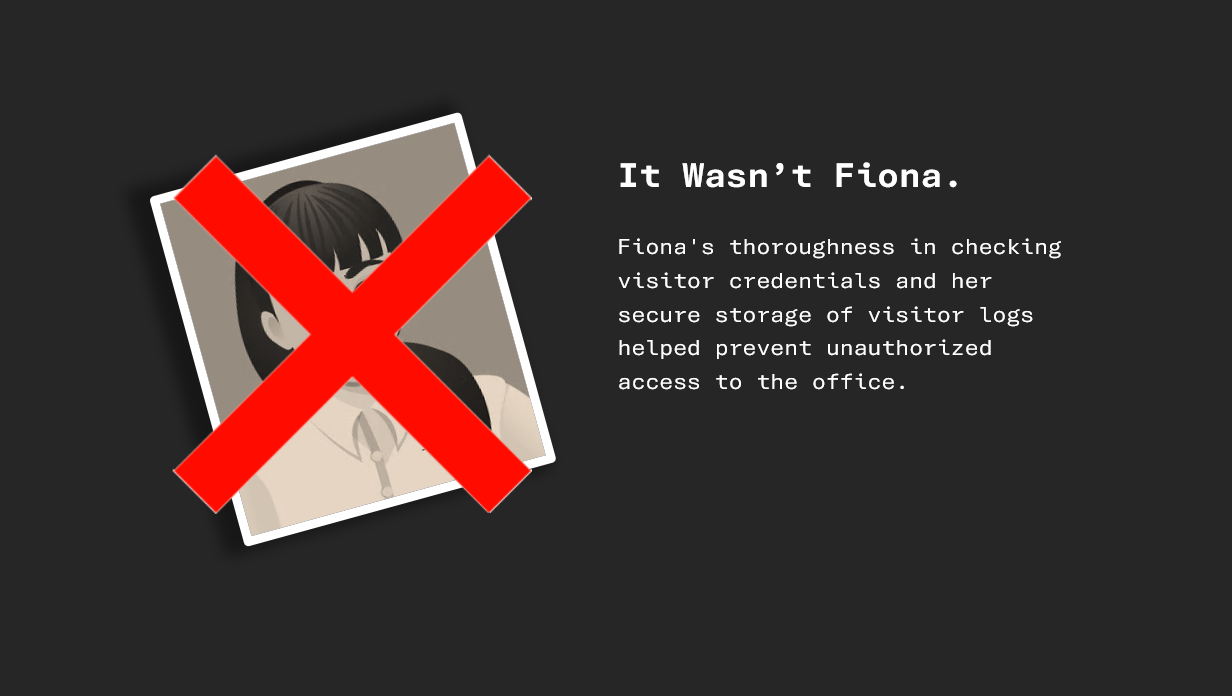 It Wasn’t Fiona.
Fiona's thoroughness in checking
visitor credentials and her
secure storage of visitor logs
helped prevent unauthorized
access to the office.